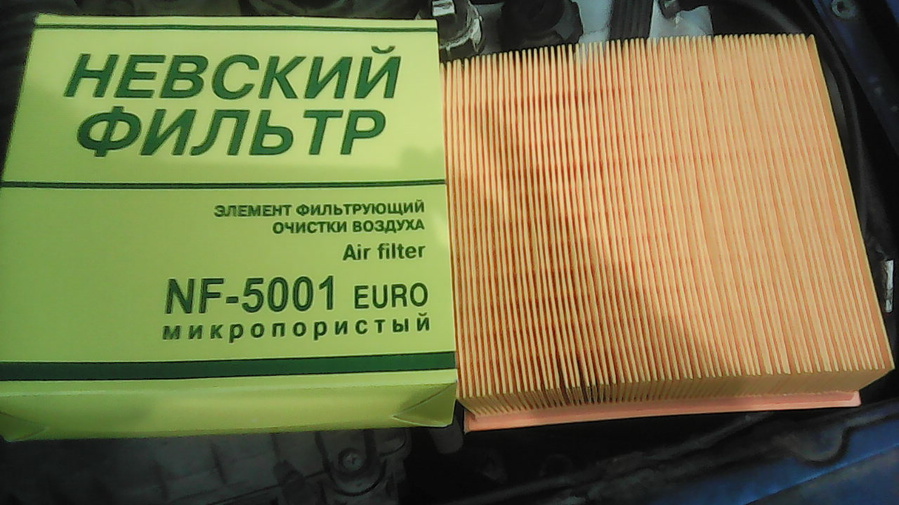 НЕВСКИЙ
ФИЛЬТР
ЭЛЕМЕНТ ФИЛЬТРУЮЩИЙ
ОЧИСТКИ ВОЗДУХА
Air filter
NF-5001 EURO
микропористый